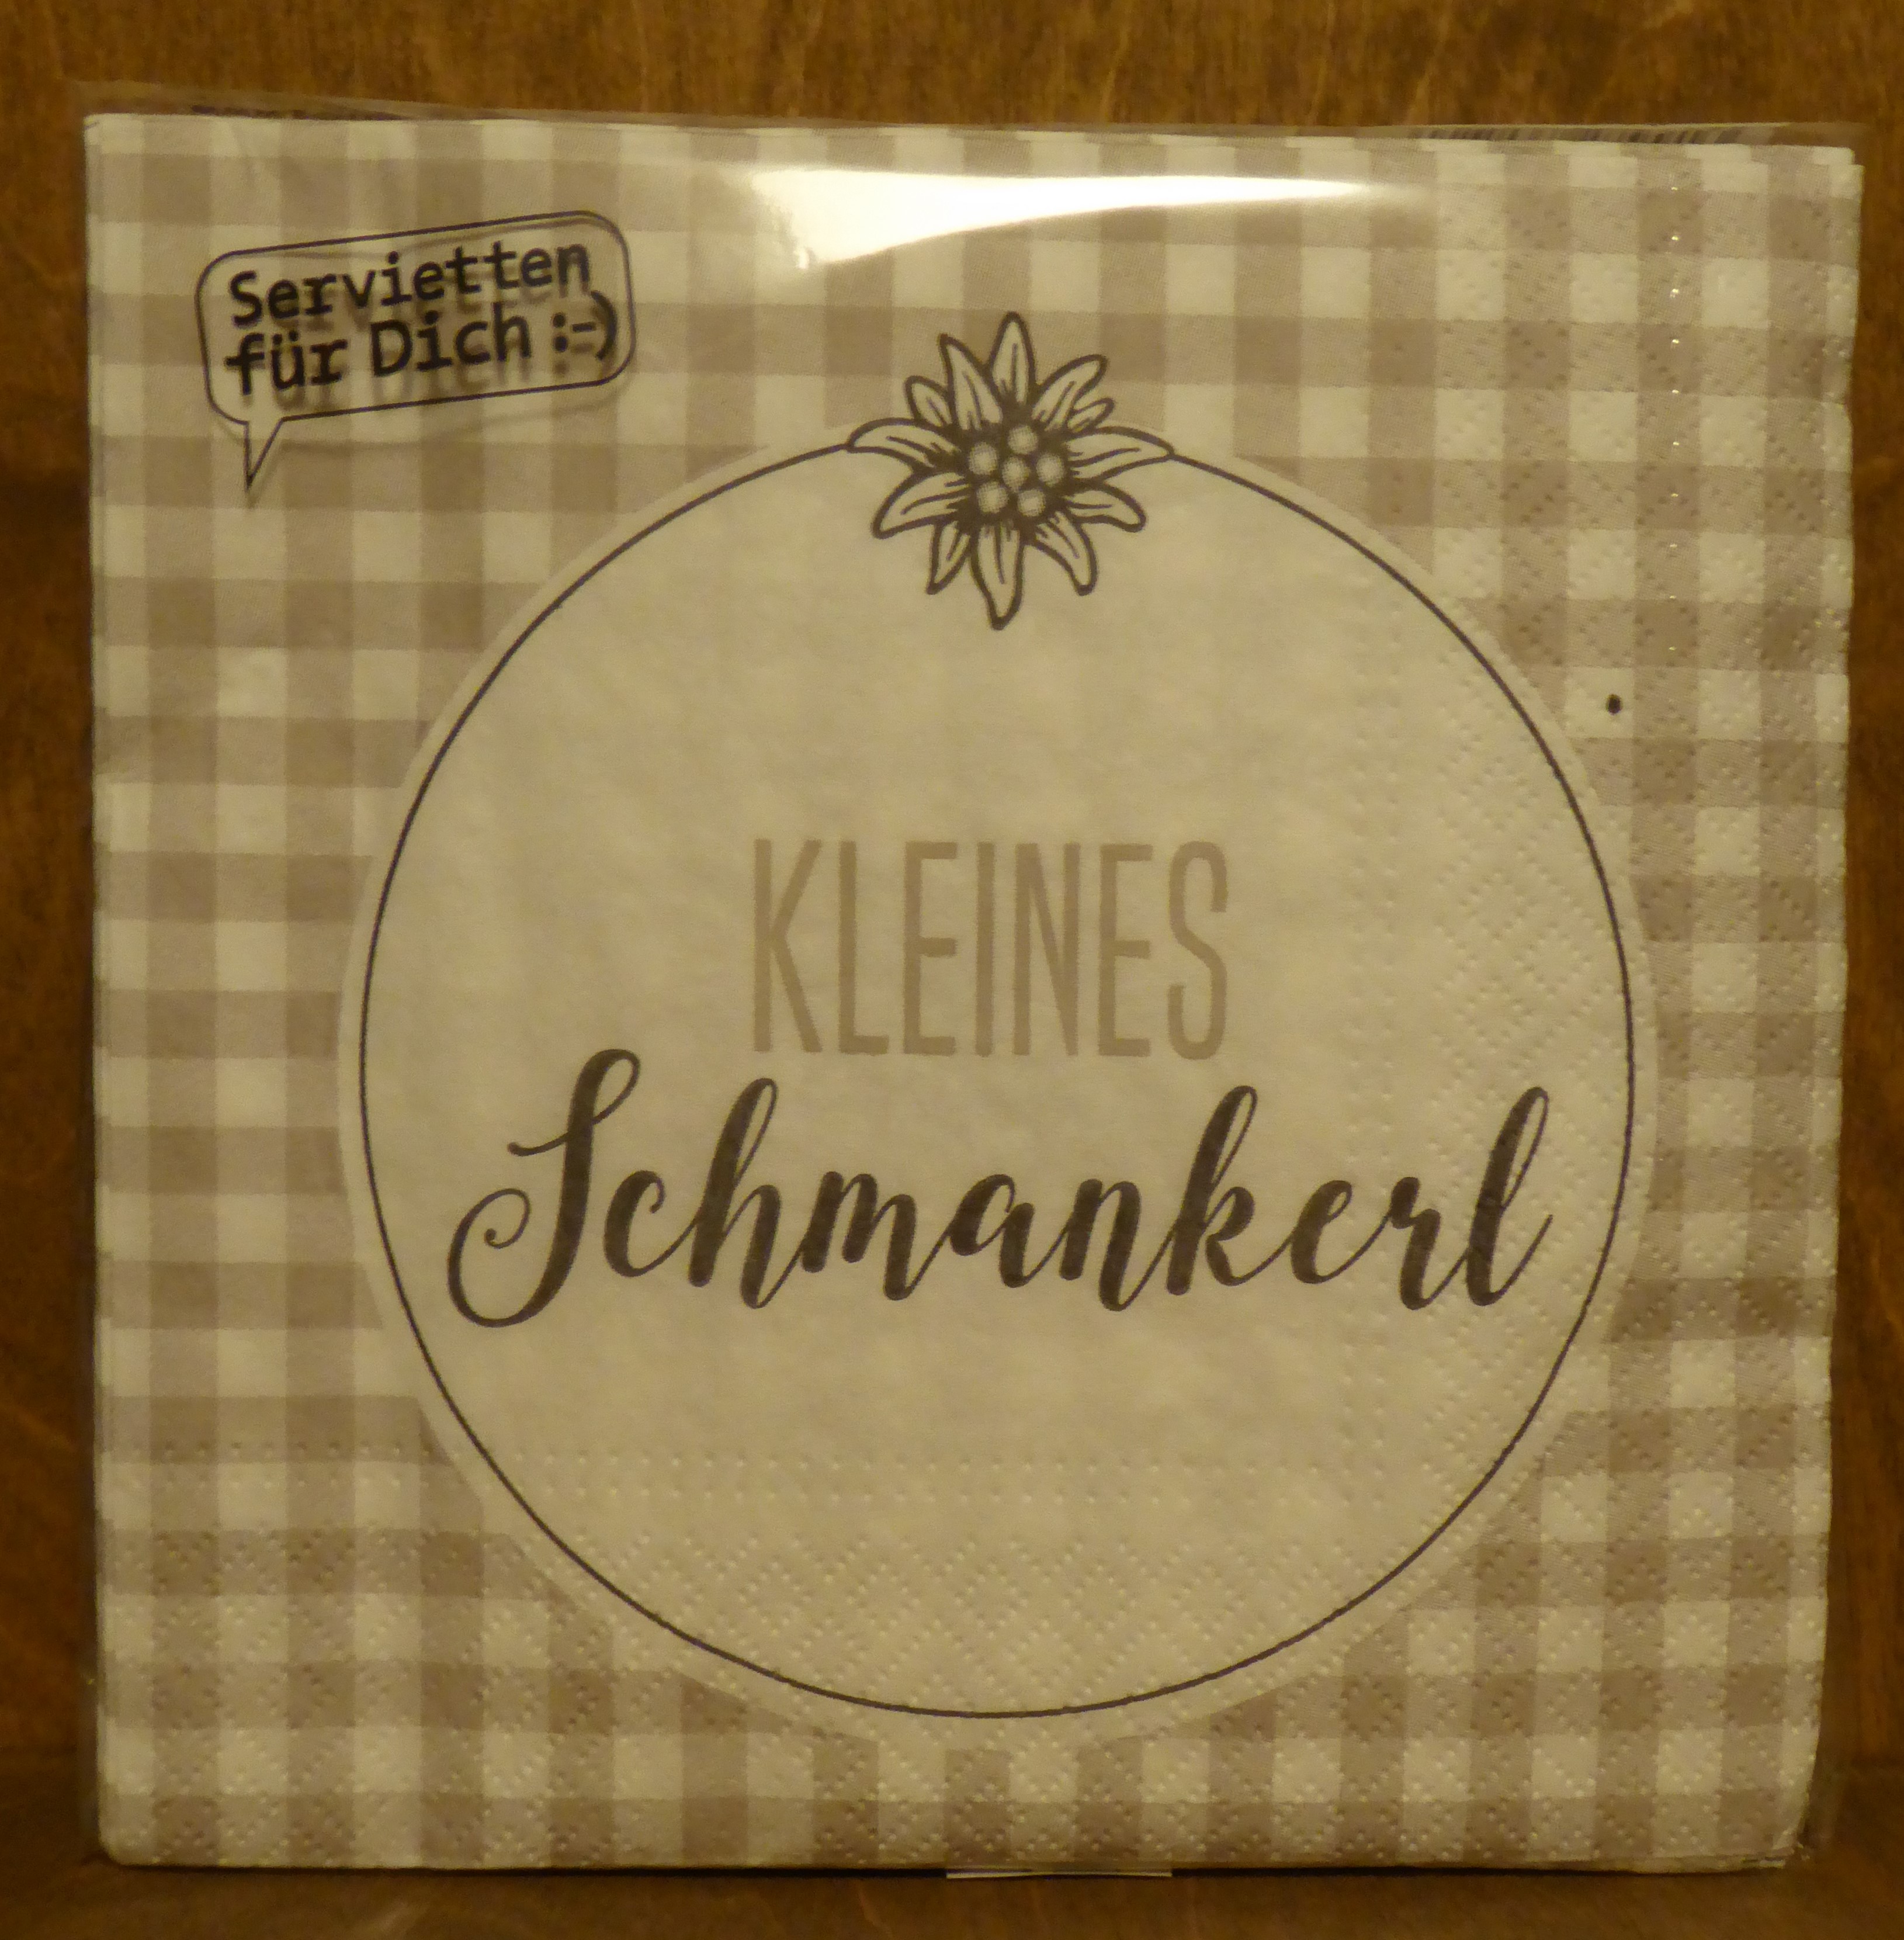 Servietten
für Dich :-)
KLEINES
Schmankerl